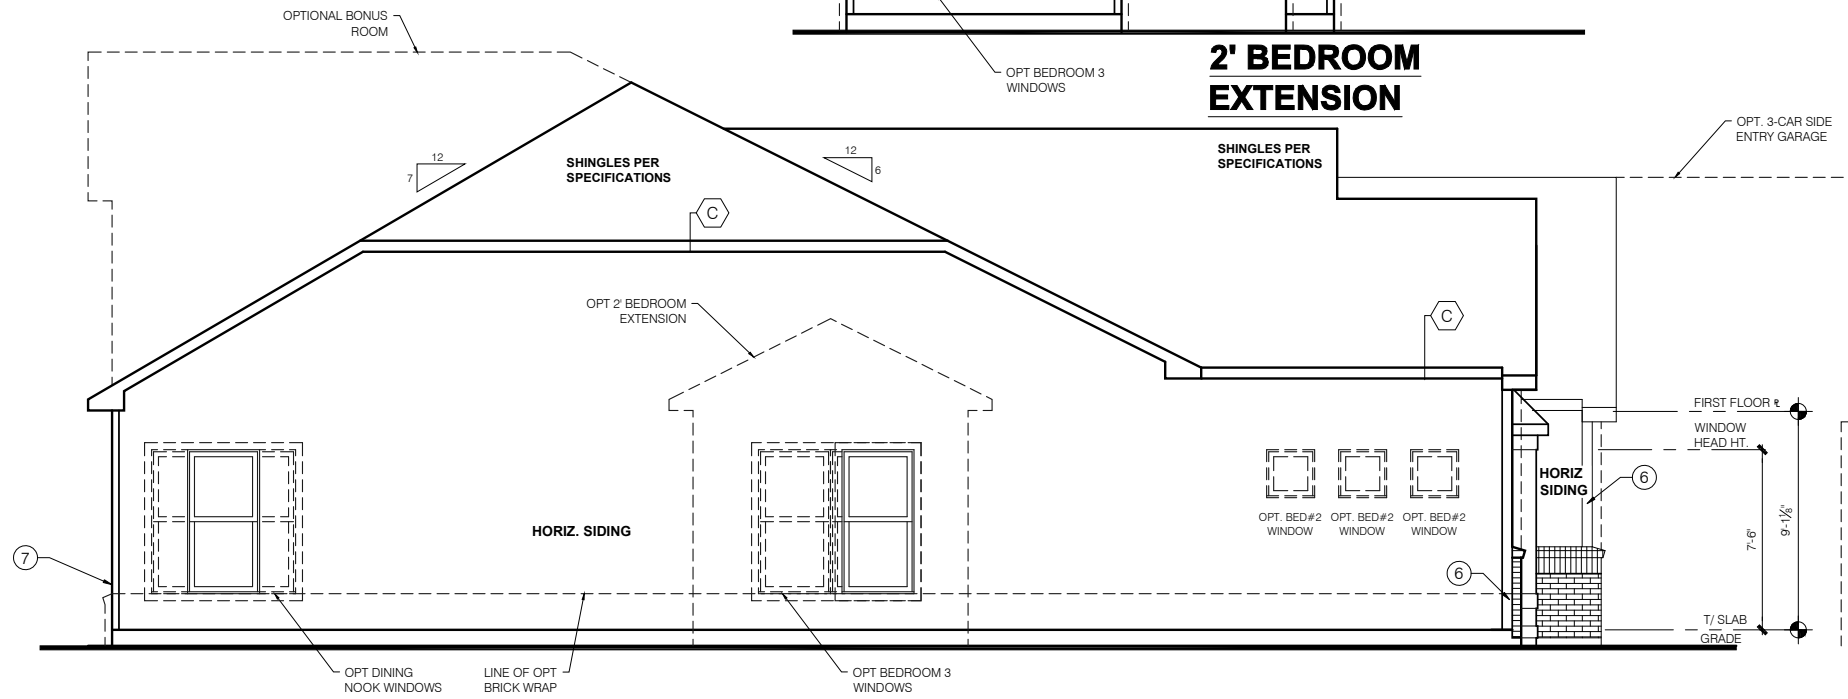 OPTIONAL BONUS
ROOM
OPT BEDROOM 3
WINDOWS
2' BEDROOM
EXTENSION
OPT. 3-CAR SIDE
ENTRY GARAGE
12
7
SHINGLES PER
SPECIFICATIONS
12
6
SHINGLES PER
SPECIFICATIONS
C
OPT 2' BEDROOM
EXTENSION
C
FIRST FLOOR ℄
WINDOW
HEAD HT.
HORIZ
SIDING
6
OPT. BED#2
WINDOW
OPT. BED#2
WINDOW
OPT. BED#2
WINDOW
HORIZ. SIDING
7'-6"
9'-1⅛"
7
6
T/ SLAB
GRADE
OPT DINING
NOOK WINDOWS
LINE OF OPT
BRICK WRAP
OPT BEDROOM 3
WINDOWS